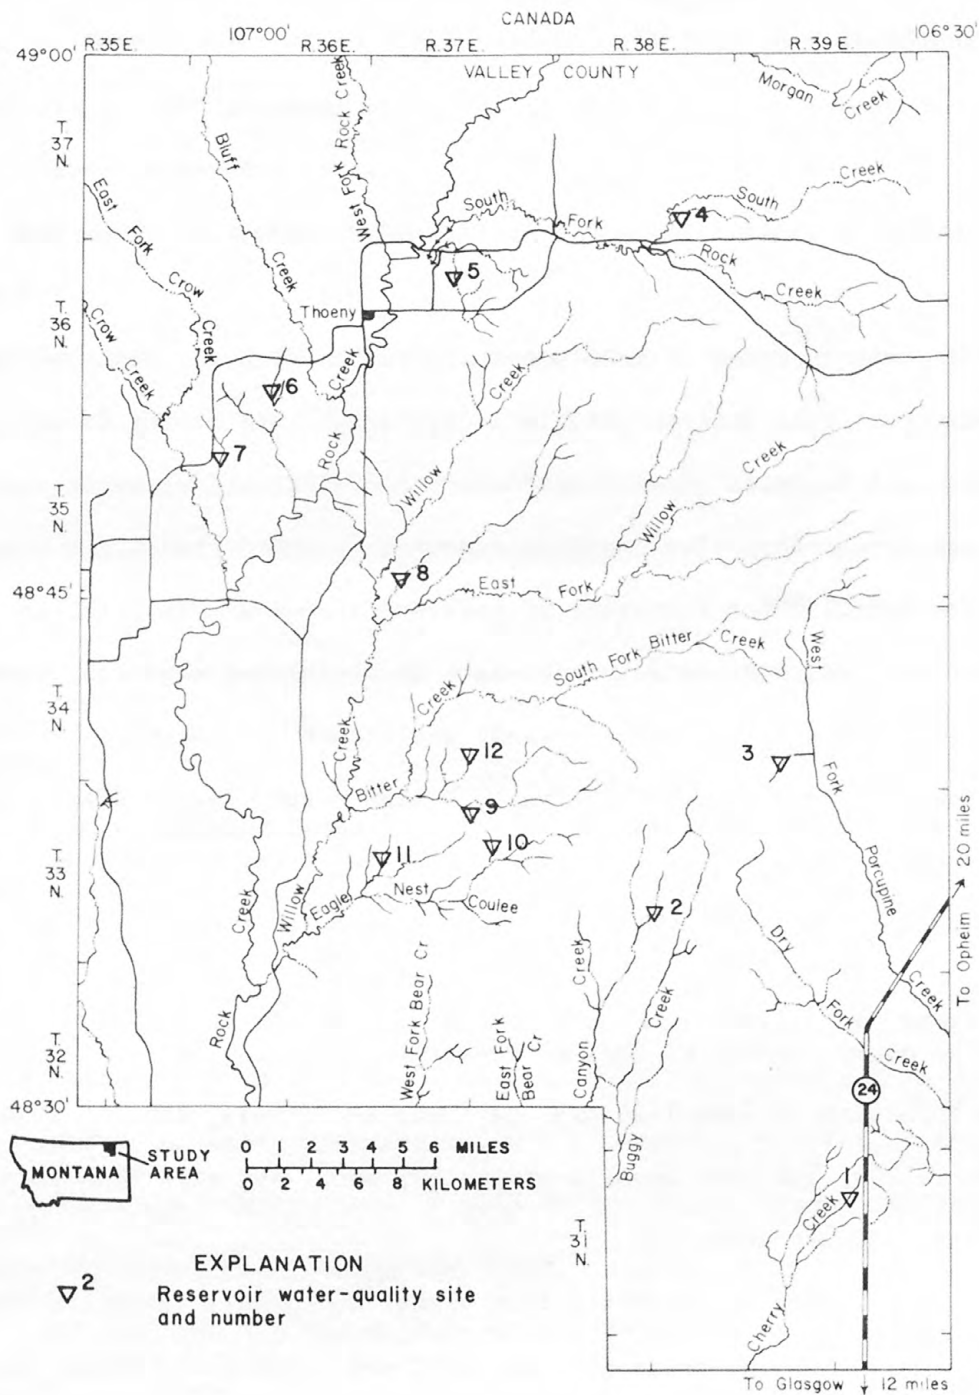 CANADA
R.35E.
107°00'
R.36E.
R.37E.
R.38E.
R.39E.
106°30'
49°00'
VALLEY COUNTY
T.
37
N.
Morgan
Creek
Bluff
Creek
West Fork Rock Creek
East
Fork
Crow
Creek
South
Fork
Rock
Creek
South
Creek
4
5
Thoeny
T.
36
N.
Crow
Creek
6
7
Creek
Rock
Creek
Willow
Creek
Willow
T.
35
N.
8
48°45'
East
Fork
West
Fork
Porcupine
Creek
South Fork Bitter
Creek
T.
34
N.
Creek
12
3
Creek
Bitter
9
11
10
T.
33
N.
Eagle
Nest
Coulee
Willow
Creek
Rock
2
Dry
Fork
Creek
To Opheim 20 miles
West Fork Bear Cr
East Fork
Bear Cr
Creek
Canyon
Creek
Buggy
T.
32
N.
48°30'
24
MONTANA
STUDY
AREA
0 1 2 3 4 5 6 MILES
0 2 4 6 8 KILOMETERS
1
Creek
Cherry
T.
31
N.
EXPLANATION
2
Reservoir water-quality site
and number
To Glasgow 12 miles